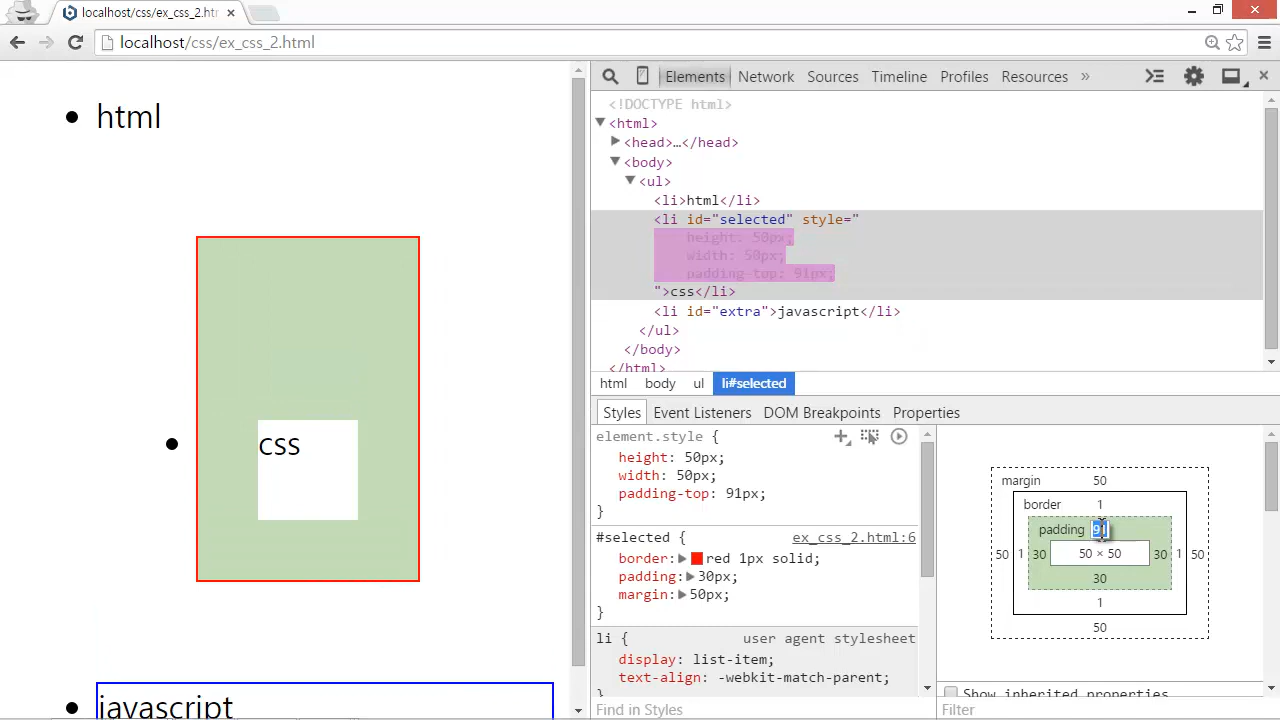 localhost/css/ex_css_2.htm
localhost/css/ex_css_2.html
html
CSS
javascript
Elements Network Sources Timeline Profiles Resources »
<!DOCTYPE html>
<html>
<head>…</head>
<body>
<ul>
<li>html</li>
<li id="selected" style="
height: 50px;
width: 50px;
padding-top: 91px;
">css</li>
<li id="extra">javascript</li>
</ul>
</body>
</html>
html body ul li#selected
Styles Event Listeners DOM Breakpoints Properties
element.style {
height: 50px;
width: 50px;
padding-top: 91px;
}
#selected { ex_css_2.html:6
border: red 1px solid;
padding: 30px;
margin: 50px;
}
li { user agent stylesheet
display: list-item;
text-align: -webkit-match-parent;
}
Find in Styles
margin 50
border 1
padding 91
50 1 30 50 × 50 30 1 50
30
1
50
Show inherited properties
Filter